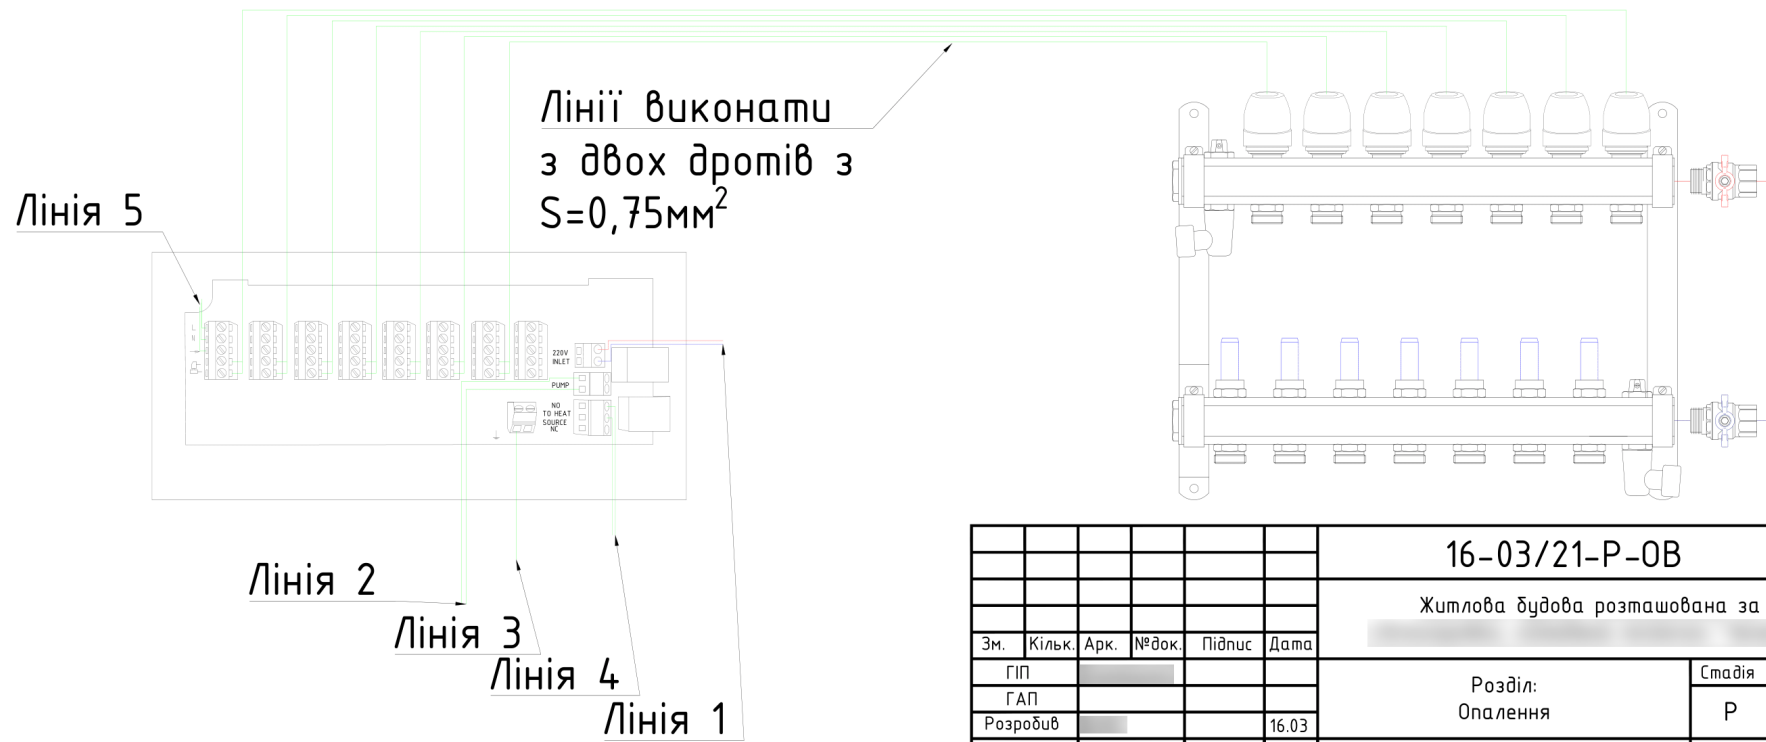 Лінії виконати
з двох дротів з
S=0,75мм²
Лінія 5
L
N
220V
INLET
PUMP
NO
TO HEAT
SOURCE
NC
Лінія 2
Лінія 3
Лінія 4
Лінія 1
16-03/21-Р-ОВ
Житлова будова розташована за
Зм. Кільк. Арк. №док. Підпис Дата
ГІП
ГАП
Розробив 16.03
Розділ:
Опалення
Стадія
Р